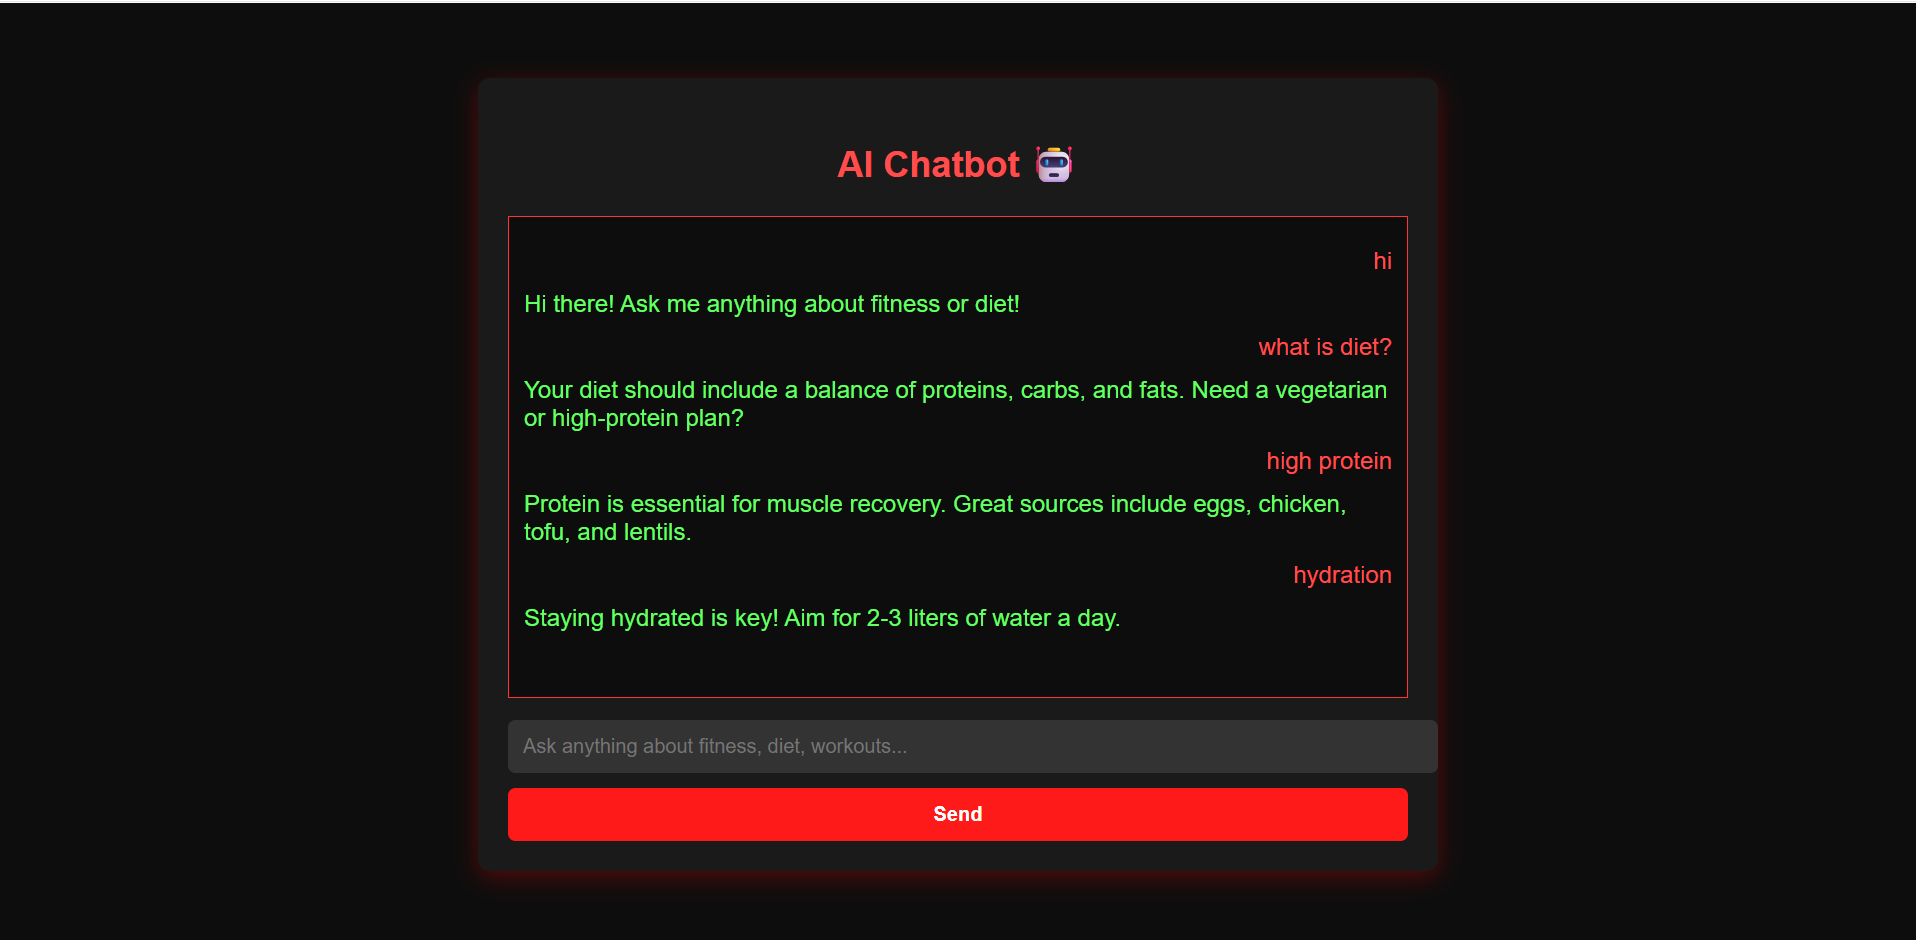 AI Chatbot
hi
Hi there! Ask me anything about fitness or diet!
what is diet?
Your diet should include a balance of proteins, carbs, and fats. Need a vegetarian
or high-protein plan?
high protein
Protein is essential for muscle recovery. Great sources include eggs, chicken,
tofu, and lentils.
hydration
Staying hydrated is key! Aim for 2-3 liters of water a day.
Ask anything about fitness, diet, workouts...
Send